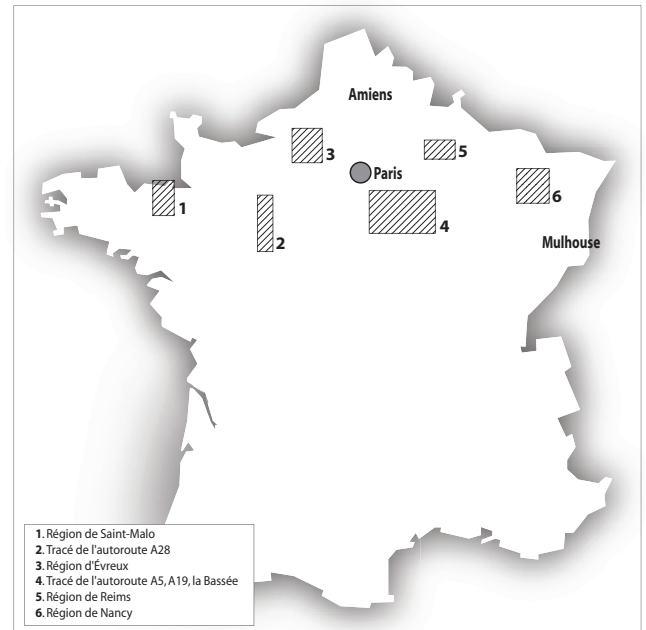 Amiens
3
5
Paris
6
1
4
2
Mulhouse
1. Région de Saint-Malo
2. Tracé de l'autoroute A28
3. Région d'Évreux
4. Tracé de l'autoroute A5, A19, la Bassée
5. Région de Reims
6. Région de Nancy